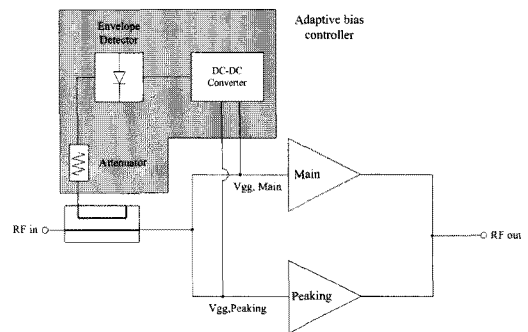 Envelope
Detector
Adaptive bias
controller
DC-DC
Converter
Attenuator
Vgg, Main
Main
RF in
RF out
Peaking
Vgg,Peaking